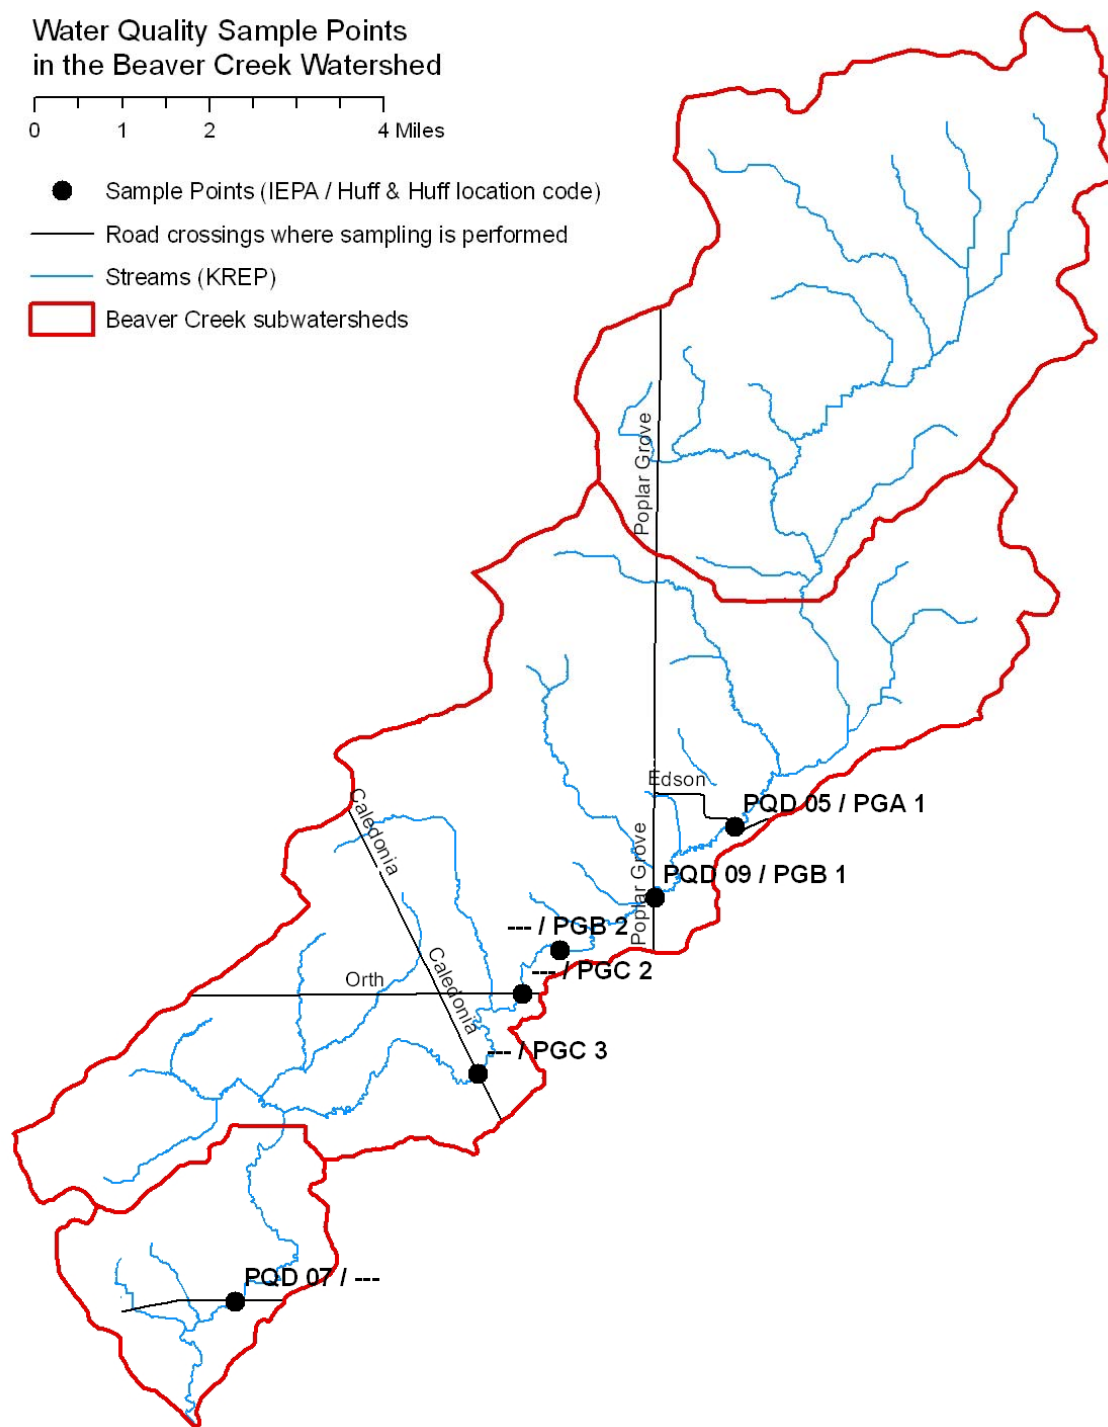 Water Quality Sample Points
in the Beaver Creek Watershed
0 1 2 4 Miles
Sample Points (IEPA / Huff & Huff location code)
Road crossings where sampling is performed
Streams (KREP)
Beaver Creek subwatersheds
Poplar Grove
Edson
PQD 05 / PGA 1
Caledonia
Poplar Grove
PQD 09 / PGB 1
--- / PGB 2
Caledonia
--- / PGC 2
Orth
--- / PGC 3
PQD 07 / ---